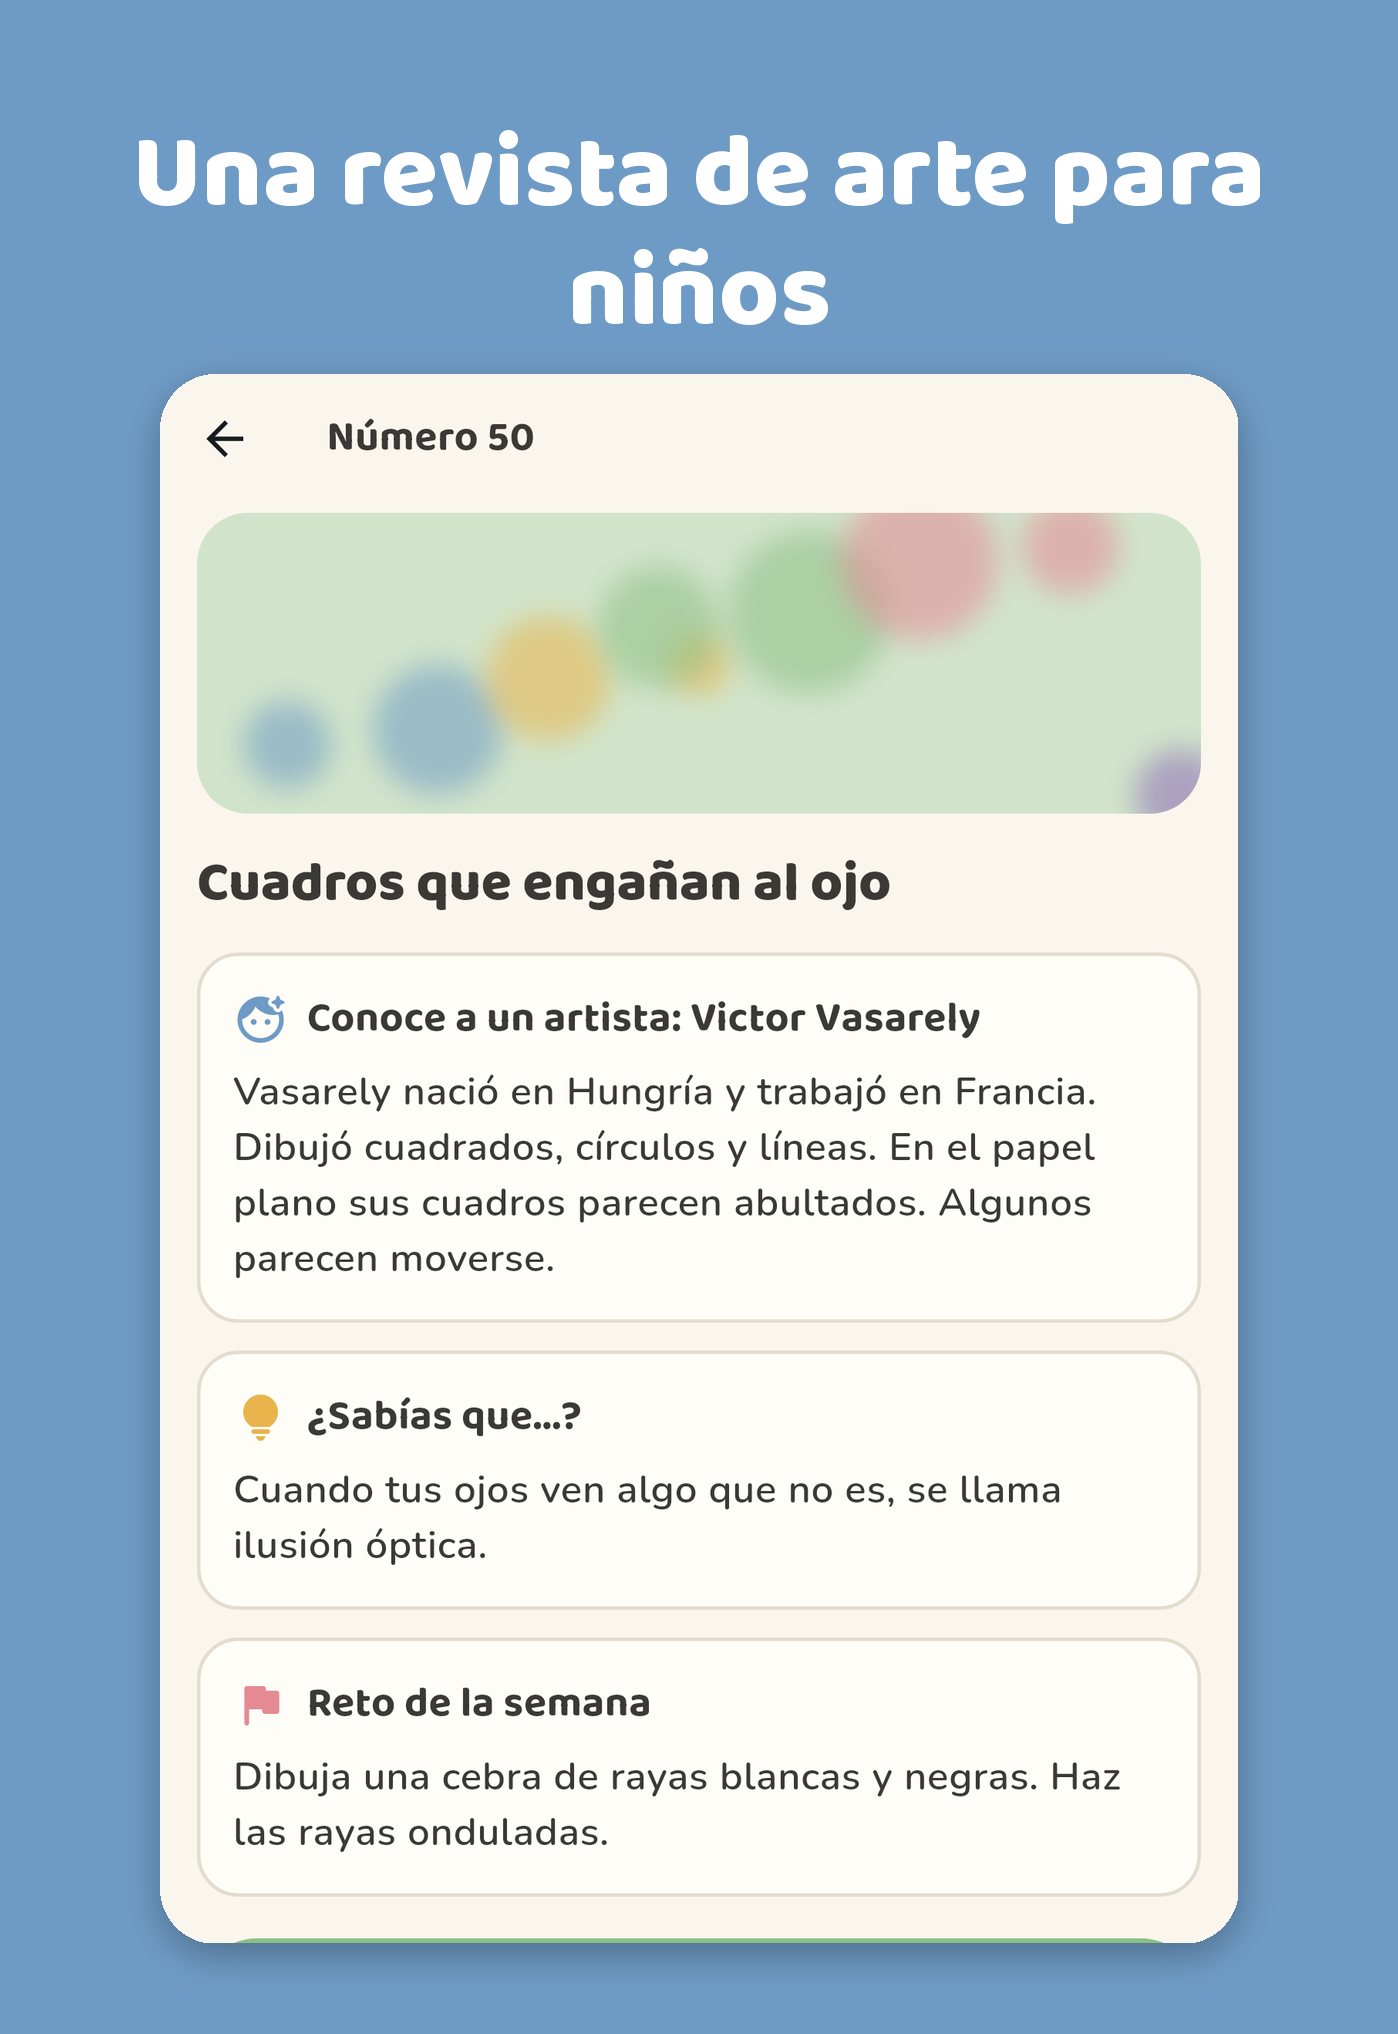 Una revista de arte para
niños
Número 50
Cuadros que engañan al ojo
Conoce a un artista: Victor Vasarely
Vasarely nació en Hungría y trabajó en Francia.
Dibujó cuadrados, círculos y líneas. En el papel
plano sus cuadros parecen abultados. Algunos
parecen moverse.
¿Sabías que...?
Cuando tus ojos ven algo que no es, se llama
ilusión óptica.
Reto de la semana
Dibuja una cebra de rayas blancas y negras. Haz
las rayas onduladas.